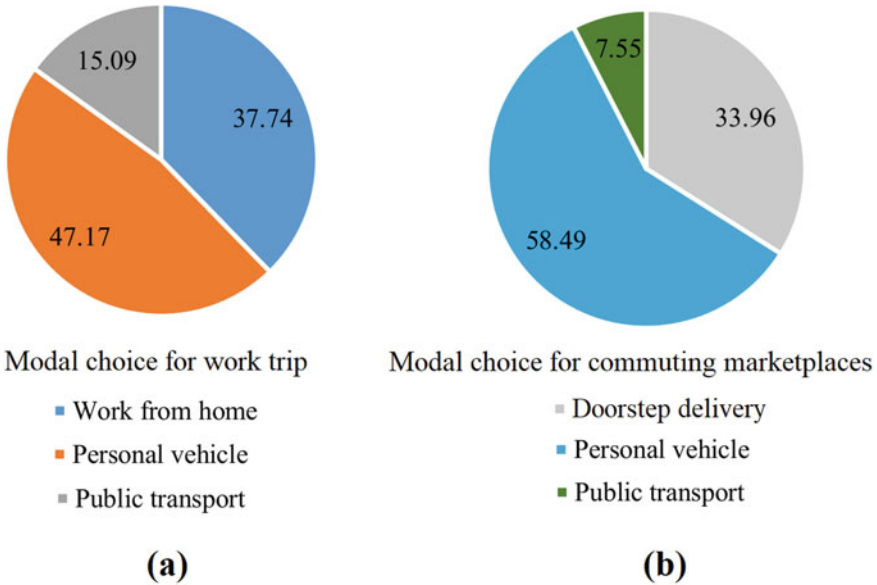 15.09
37.74
47.17
Modal choice for work trip
Work from home
Personal vehicle
Public transport
(a)
7.55
33.96
58.49
Modal choice for commuting marketplaces
Doorstep delivery
Personal vehicle
Public transport
(b)